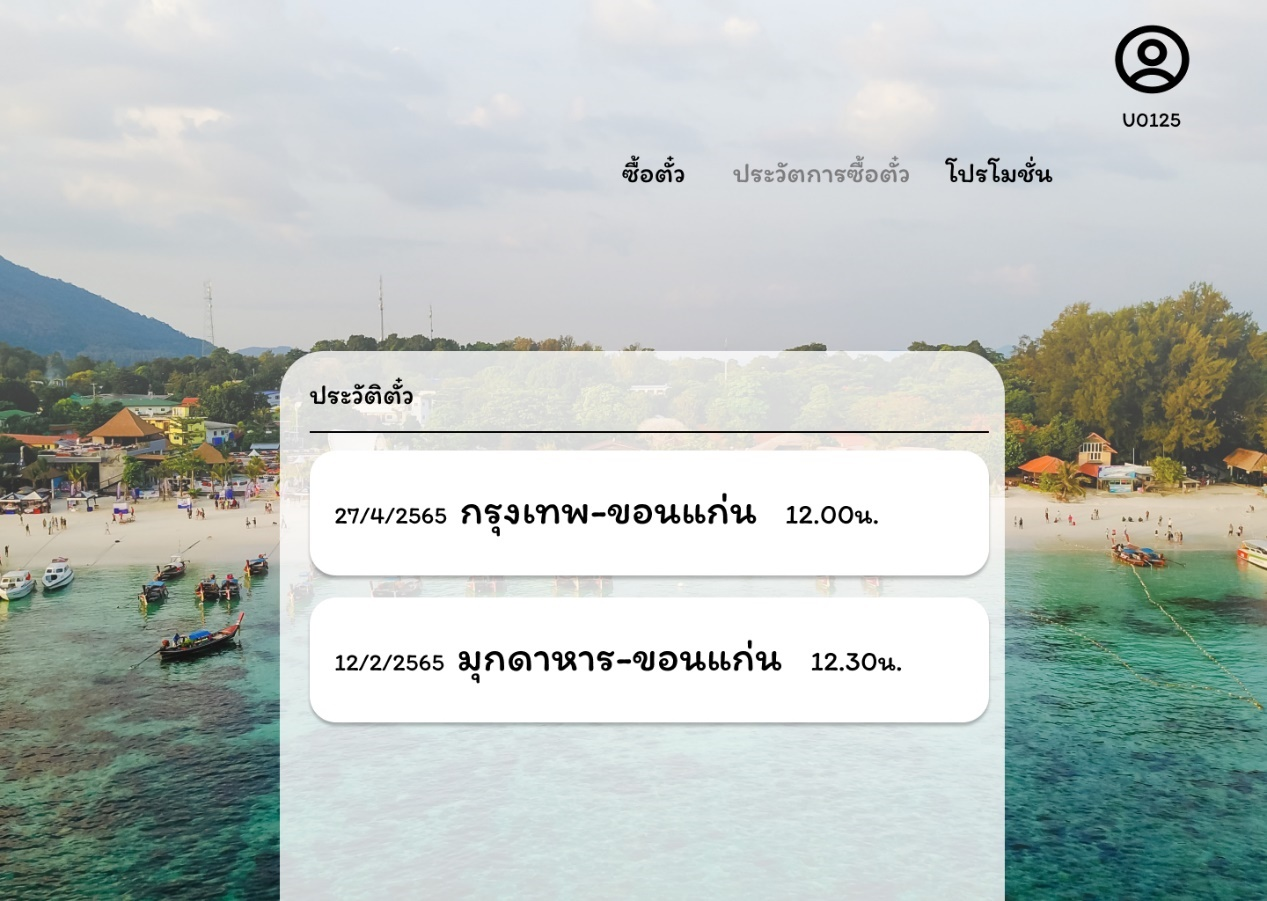 U0125
ซื้อตั๋ว ประวัตการซื้อตั๋ว โปรโมชั่น
ประวัติตั๋ว
27/4/2565 กรุงเทพ-ขอนแก่น 12.00น.
12/2/2565 มุกดาหาร-ขอนแก่น 12.30น.